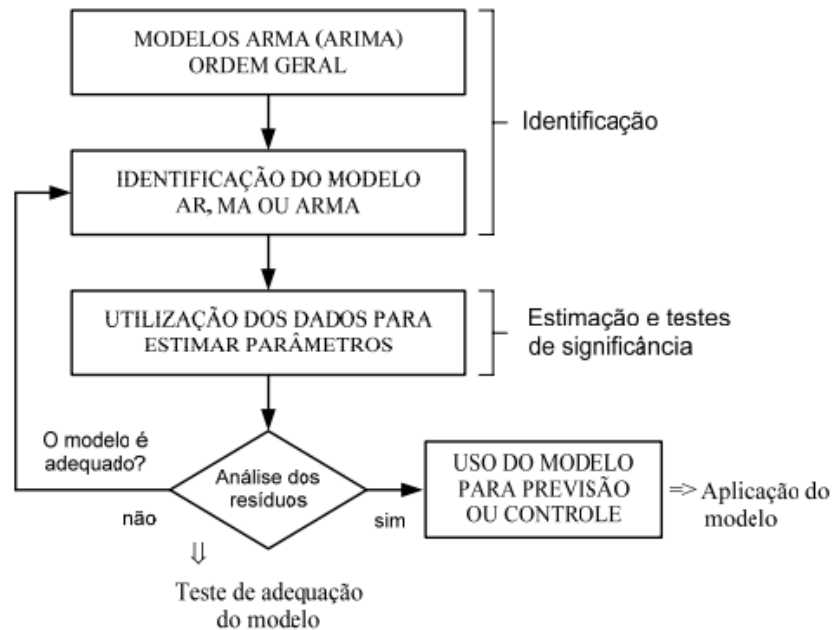 MODELOS ARMA (ARIMA)
ORDEM GERAL
Identificação
IDENTIFICAÇÃO DO MODELO
AR, MA OU ARMA
UTILIZAÇÃO DOS DADOS PARA
ESTIMAR PARÂMETROS
Estimação e testes
de significância
O modelo é
adequado?
Análise dos
resíduos
não
sim
USO DO MODELO
PARA PREVISÃO
OU CONTROLE
=> Aplicação do
modelo
⇓
Teste de adequação
do modelo